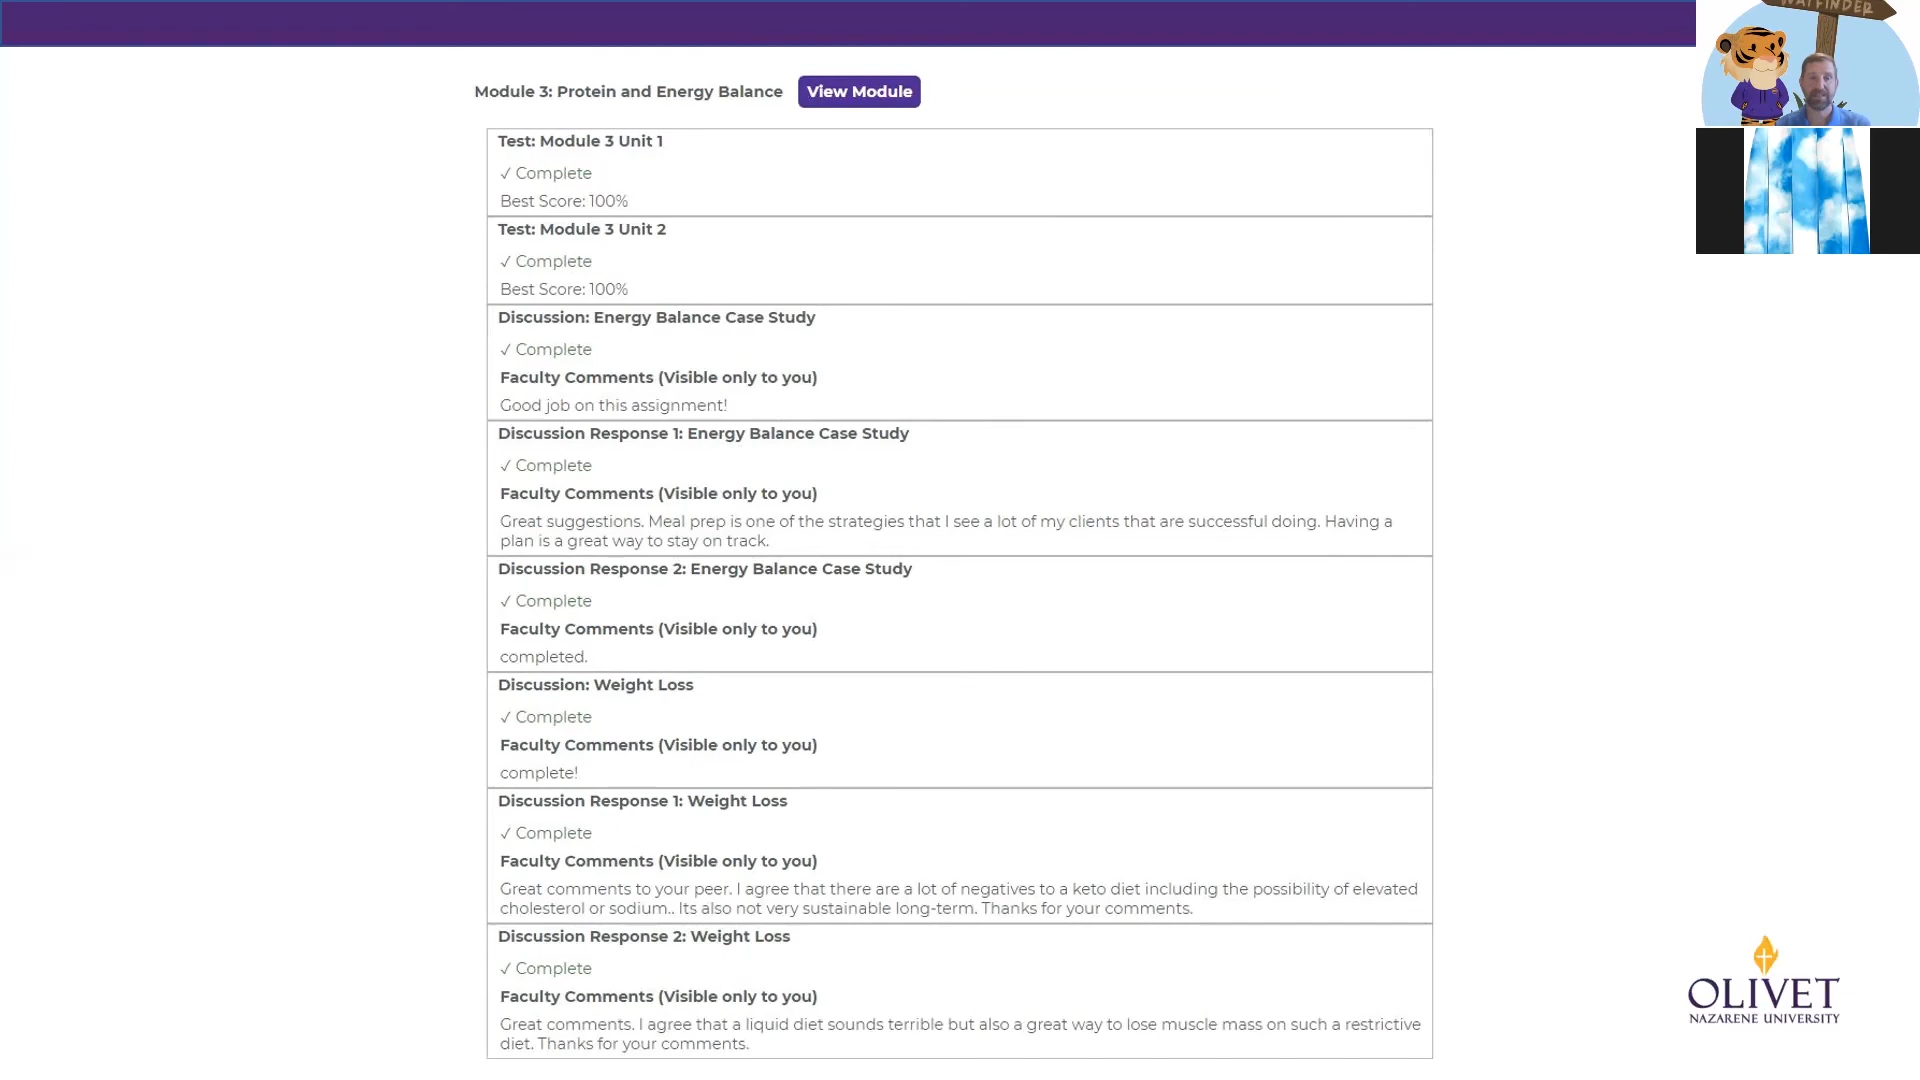 WAYFINDER
Module 3: Protein and Energy Balance
View Module
Test: Module 3 Unit 1
✓ Complete
Best Score: 100%
Test: Module 3 Unit 2
✓ Complete
Best Score: 100%
Discussion: Energy Balance Case Study
✓ Complete
Faculty Comments (Visible only to you)
Good job on this assignment!
Discussion Response 1: Energy Balance Case Study
✓ Complete
Faculty Comments (Visible only to you)
Great suggestions. Meal prep is one of the strategies that I see a lot of my clients that are successful doing. Having a
plan is a great way to stay on track.
Discussion Response 2: Energy Balance Case Study
✓ Complete
Faculty Comments (Visible only to you)
completed.
Discussion: Weight Loss
✓ Complete
Faculty Comments (Visible only to you)
complete!
Discussion Response 1: Weight Loss
✓ Complete
Faculty Comments (Visible only to you)
Great comments to your peer. I agree that there are a lot of negatives to a keto diet including the possibility of elevated
cholesterol or sodium.. Its also not very sustainable long-term. Thanks for your comments.
Discussion Response 2: Weight Loss
✓ Complete
Faculty Comments (Visible only to you)
Great comments. I agree that a liquid diet sounds terrible but also a great way to lose muscle mass on such a restrictive
diet. Thanks for your comments.
OLIVET
NAZARENE UNIVERSITY